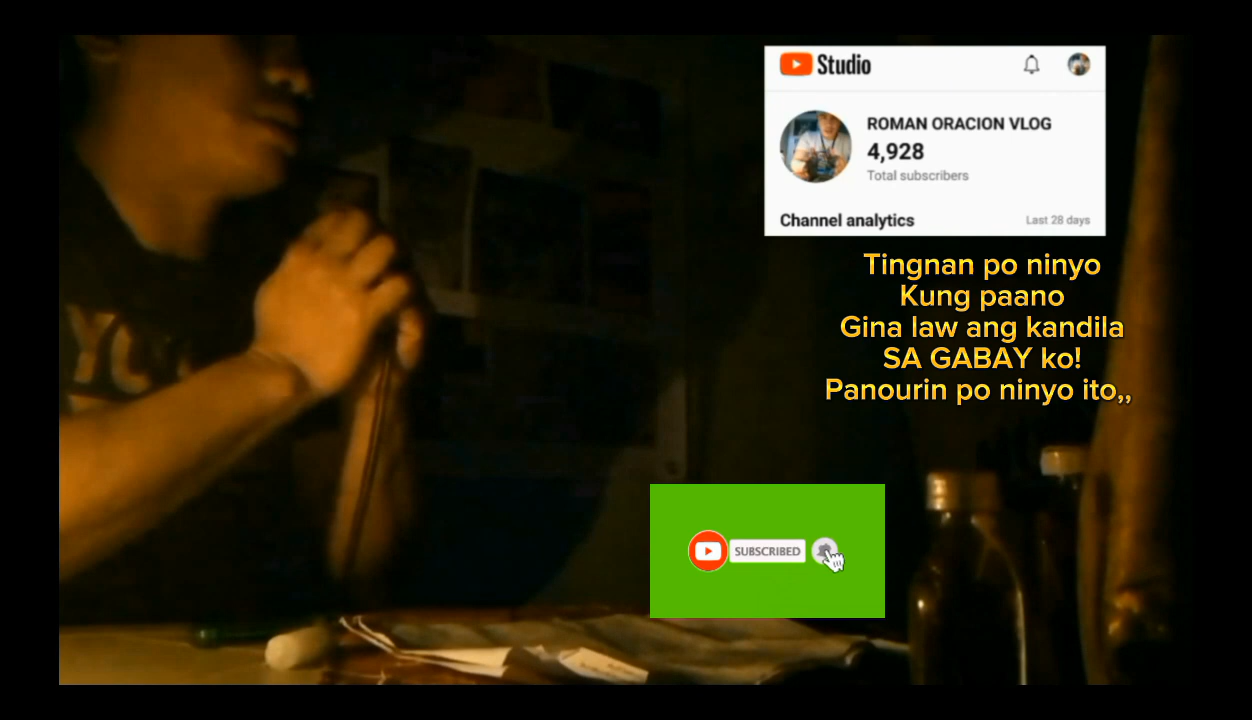 Studio
ROMAN ORACION VLOG
4,928
Total subscribers
Channel analytics
Last 28 days
Tingnan po ninyo
Kung paano
Gina law ang kandila
SA GABAY ko!
Panourin po ninyo ito,,
SUBSCRIBED